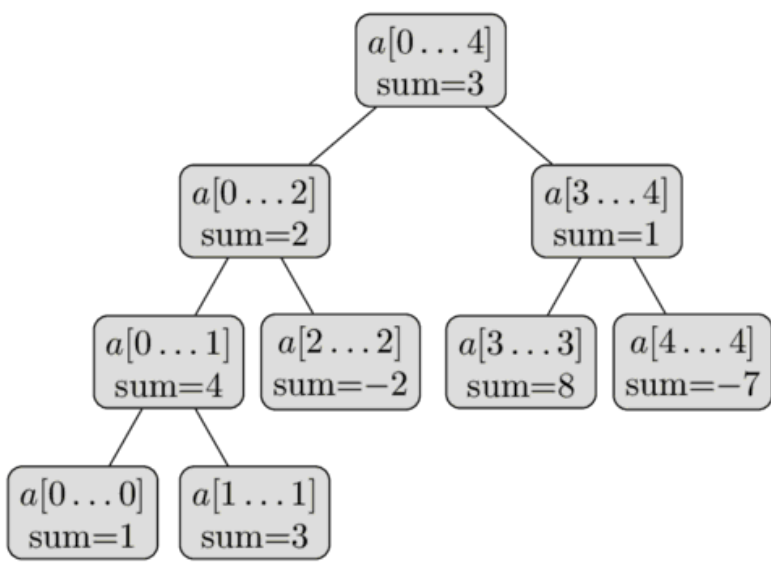 a[0…4]
sum=3
a[0…2]
sum=2
a[3…4]
sum=1
a[0…1]
sum=4
a[2…2]
sum=−2
a[3…3]
sum=8
a[4…4]
sum=−7
a[0…0]
sum=1
a[1…1]
sum=3